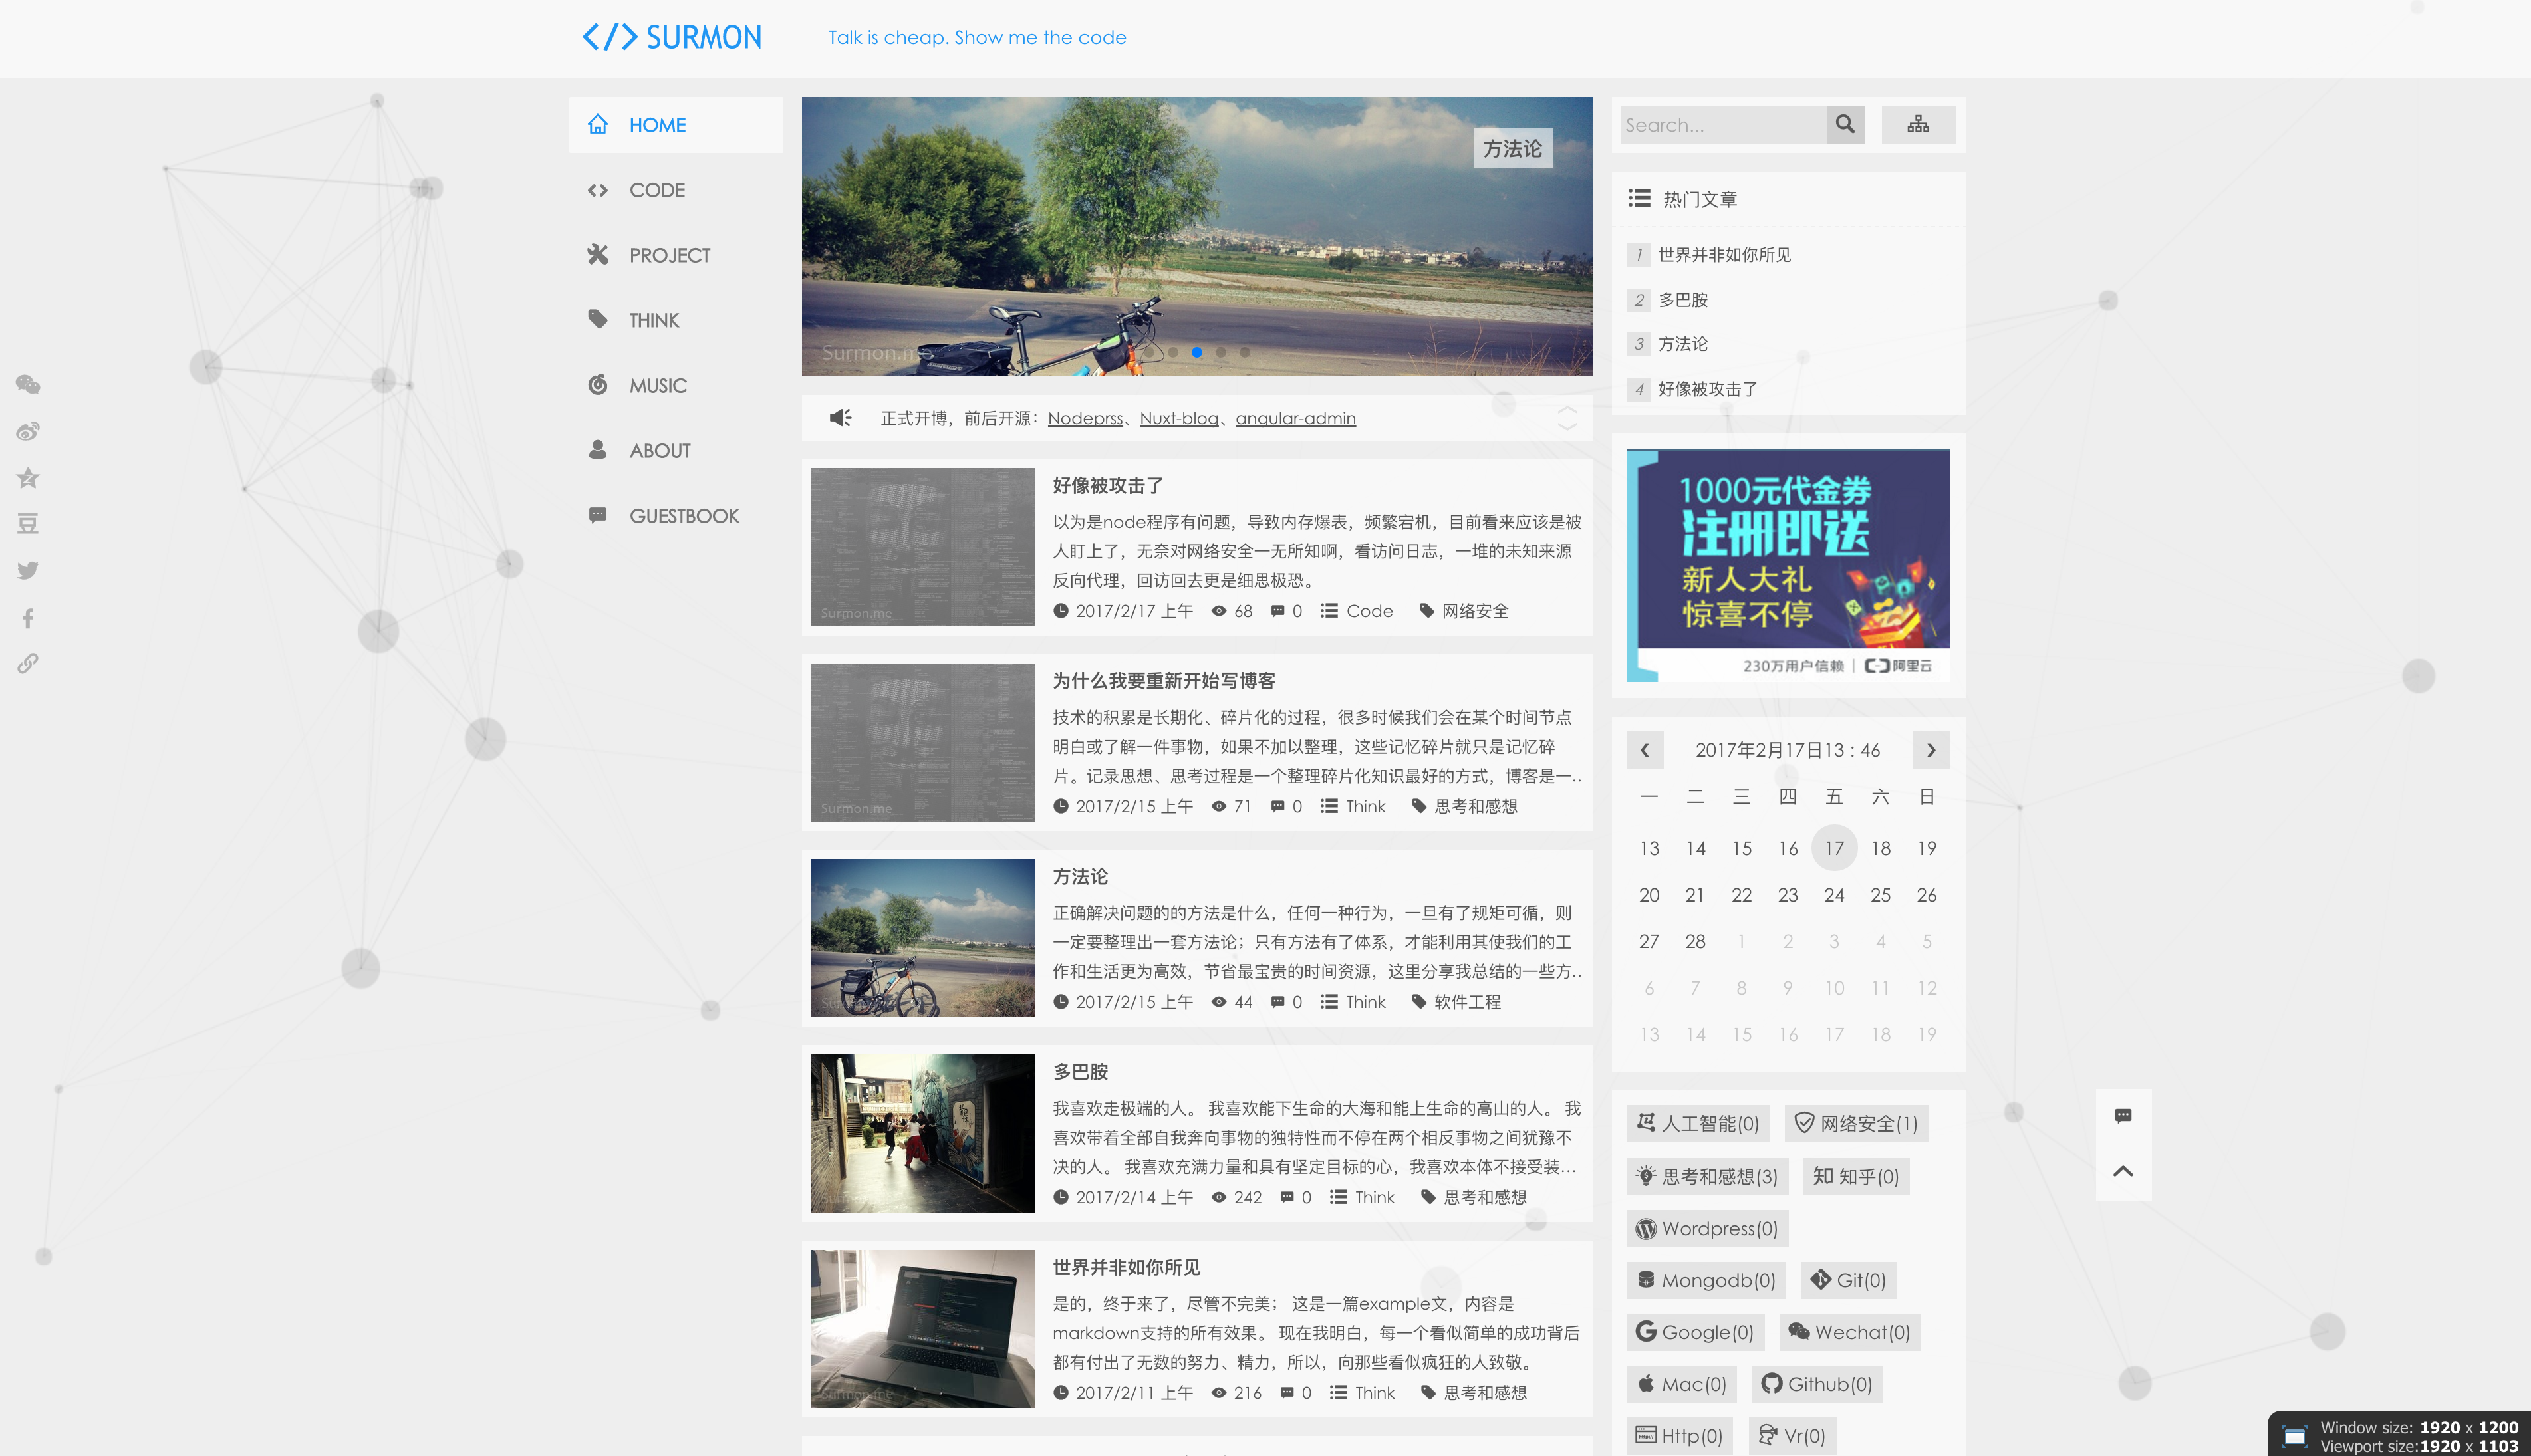 </> SURMON
Talk is cheap. Show me the code
HOME
CODE
PROJECT
THINK
MUSIC
ABOUT
GUESTBOOK
方法论
Surmon.me
正式开博，前后开源：Nodeprss、Nuxt-blog、angular-admin
好像被攻击了
以为是node程序有问题，导致内存爆表，频繁宕机，目前看来应该是被
人盯上了，无奈对网络安全一无所知啊，看访问日志，一堆的未知来源
反向代理，回访回去更是细思极恐。
2017/2/17 上午 68 0 Code 网络安全
Surmon.me
为什么我要重新开始写博客
技术的积累是长期化、碎片化的过程，很多时候我们会在某个时间节点
明白或了解一件事物，如果不加以整理，这些记忆碎片就只是记忆碎
片。记录思想、思考过程是一个整理碎片化知识最好的方式，博客是一..
2017/2/15 上午 71 0 Think 思考和感想
Surmon.me
方法论
正确解决问题的的方法是什么，任何一种行为，一旦有了规矩可循，则
一定要整理出一套方法论；只有方法有了体系，才能利用其使我们的工
作和生活更为高效，节省最宝贵的时间资源，这里分享我总结的一些方..
2017/2/15 上午 44 0 Think 软件工程
多巴胺
我喜欢走极端的人。 我喜欢能下生命的大海和能上生命的高山的人。 我
喜欢带着全部自我奔向事物的独特性而不停在两个相反事物之间犹豫不
决的人。 我喜欢充满力量和具有坚定目标的心，我喜欢本体不接受装...
2017/2/14 上午 242 0 Think 思考和感想
世界并非如你所见
是的，终于来了，尽管不完美； 这是一篇example文，内容是
markdown支持的所有效果。 现在我明白，每一个看似简单的成功背后
都有付出了无数的努力、精力，所以，向那些看似疯狂的人致敬。
2017/2/11 上午 216 0 Think 思考和感想
Surmon.me
Search...
热门文章
1 世界并非如你所见
2 多巴胺
3 方法论
4 好像被攻击了
1000元代金券
注册即送
新人大礼
惊喜不停
230万用户信赖 | 阿里云
2017年2月17日13 : 46
一 二 三 四 五 六 日
13 14 15 16 17 18 19
20 21 22 23 24 25 26
27 28 1 2 3 4 5
6 7 8 9 10 11 12
13 14 15 16 17 18 19
人工智能(0) 网络安全(1)
思考和感想(3) 知 知乎(0)
Wordpress(0)
Mongodb(0) Git(0)
Google(0) Wechat(0)
Mac(0) Github(0)
Http(0) Vr(0)
豆
Window size: 1920 x 1200
Viewport size:1920 x 1103